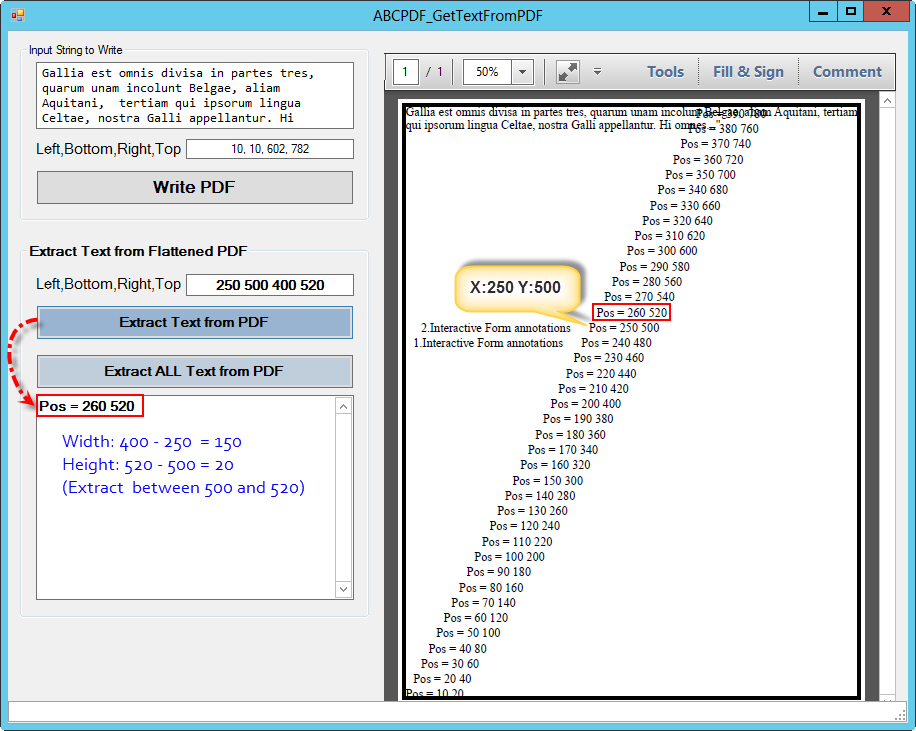 ABCPDF_GetTextFromPDF
Input String to Write
Gallia est omnis divisa in partes tres,
quarum unam incolunt Belgae, aliam
Aquitani,  tertiam qui ipsorum lingua
Celtae, nostra Galli appellantur. Hi
Left,Bottom,Right,Top 10, 10, 602, 782
Write PDF
Extract Text from Flattened PDF
Left,Bottom,Right,Top 250 500 400 520
Extract Text from PDF
Extract ALL Text from PDF
Pos = 260 520
Width: 400 - 250  = 150
Height: 520 - 500 = 20
(Extract  between 500 and 520)
1 / 1 50% Tools Fill & Sign Comment
Gallia est omnis divisa in partes tres, quarum unam incolunt Belgae, aliam Aquitani, tertiam
qui ipsorum lingua Celtae, nostra Galli appellantur. Hi omnes..."
Pos = 390 780
Pos = 380 760
Pos = 370 740
Pos = 360 720
Pos = 350 700
Pos = 340 680
Pos = 330 660
Pos = 320 640
Pos = 310 620
Pos = 300 600
Pos = 290 580
Pos = 280 560
X:250 Y:500
Pos = 270 540
Pos = 260 520
2.Interactive Form annotations Pos = 250 500
1.Interactive Form annotations Pos = 240 480
Pos = 230 460
Pos = 220 440
Pos = 210 420
Pos = 200 400
Pos = 190 380
Pos = 180 360
Pos = 170 340
Pos = 160 320
Pos = 150 300
Pos = 140 280
Pos = 130 260
Pos = 120 240
Pos = 110 220
Pos = 100 200
Pos = 90 180
Pos = 80 160
Pos = 70 140
Pos = 60 120
Pos = 50 100
Pos = 40 80
Pos = 30 60
Pos = 20 40
Pos = 10 20